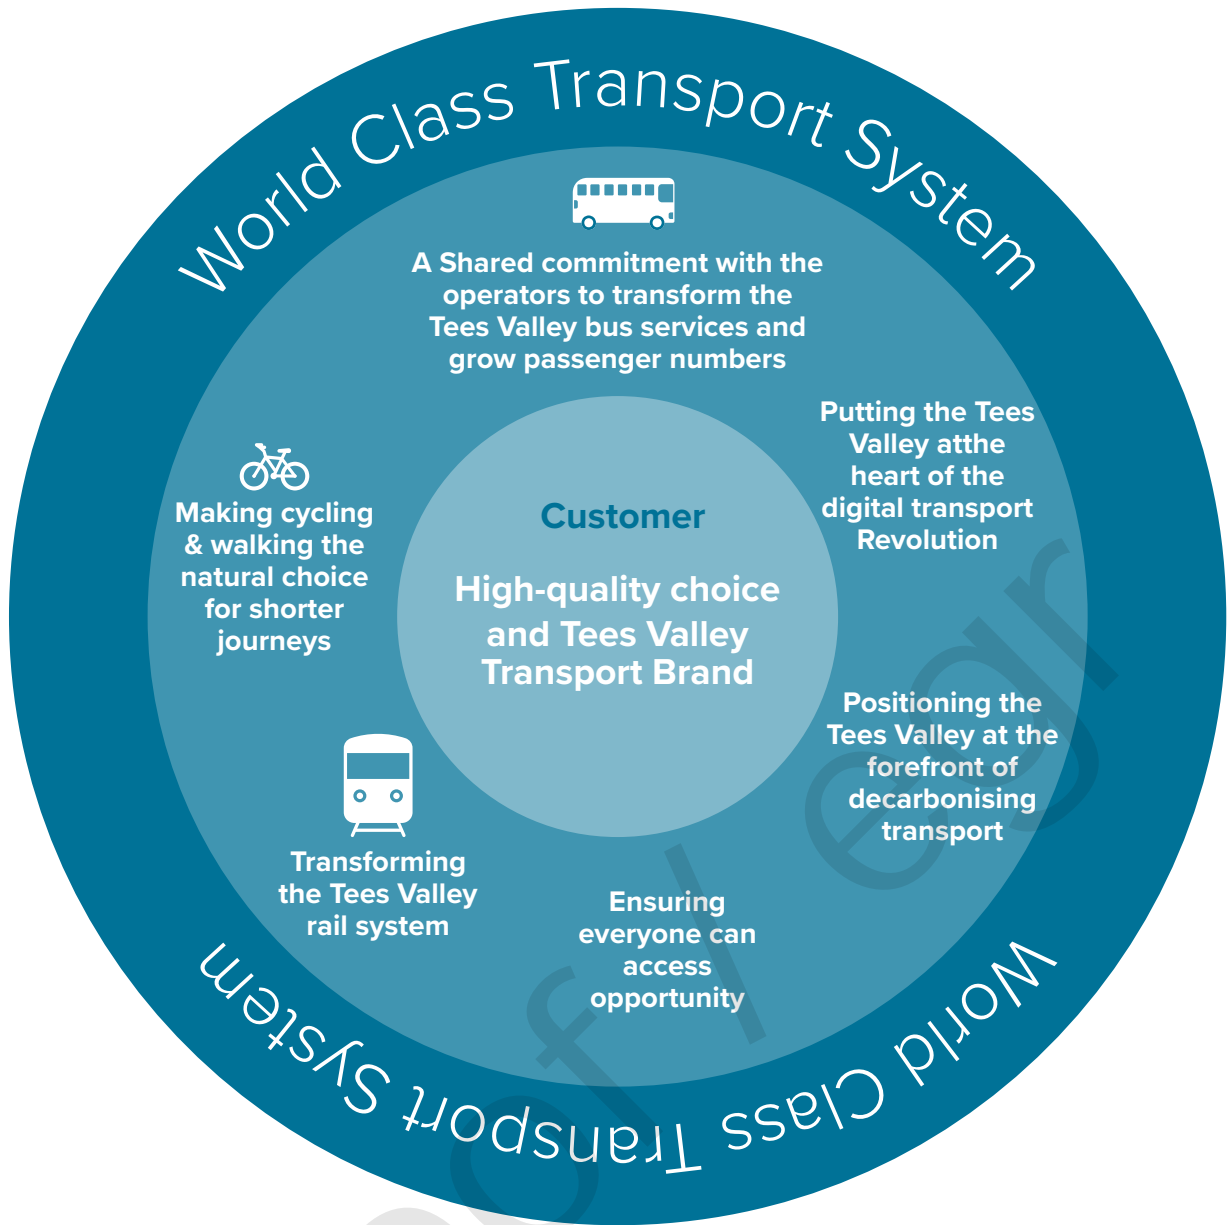 World Class Transport System
A Shared commitment with the
operators to transform the
Tees Valley bus services and
grow passenger numbers
Putting the Tees
Valley atthe
heart of the
digital transport
Revolution
Making cycling
& walking the
natural choice
for shorter
journeys
Customer
High-quality choice
and Tees Valley
Transport Brand
Positioning the
Tees Valley at the
forefront of
decarbonising
transport
Transforming
the Tees Valley
rail system
Ensuring
everyone can
access
opportunity
World Class Transport System